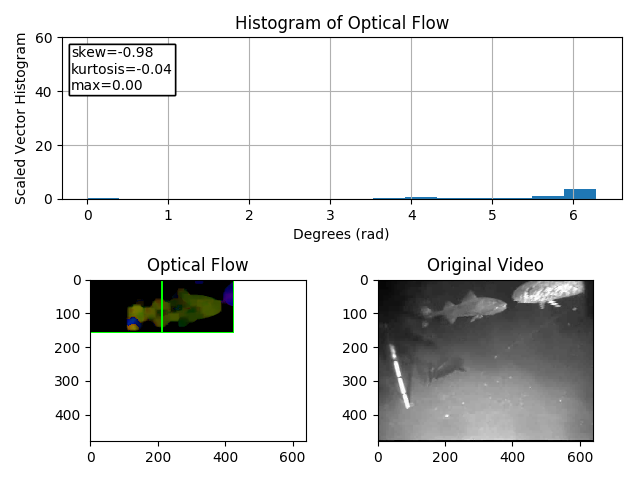 Histogram of Optical Flow
skew=-0.98
kurtosis=-0.04
max=0.00
Scaled Vector Histogram
60
40
20
0
0 1 2 3 4 5 6
Degrees (rad)
Optical Flow
0
100
200
300
400
0 200 400 600
Original Video
0
100
200
300
400
0 200 400 600